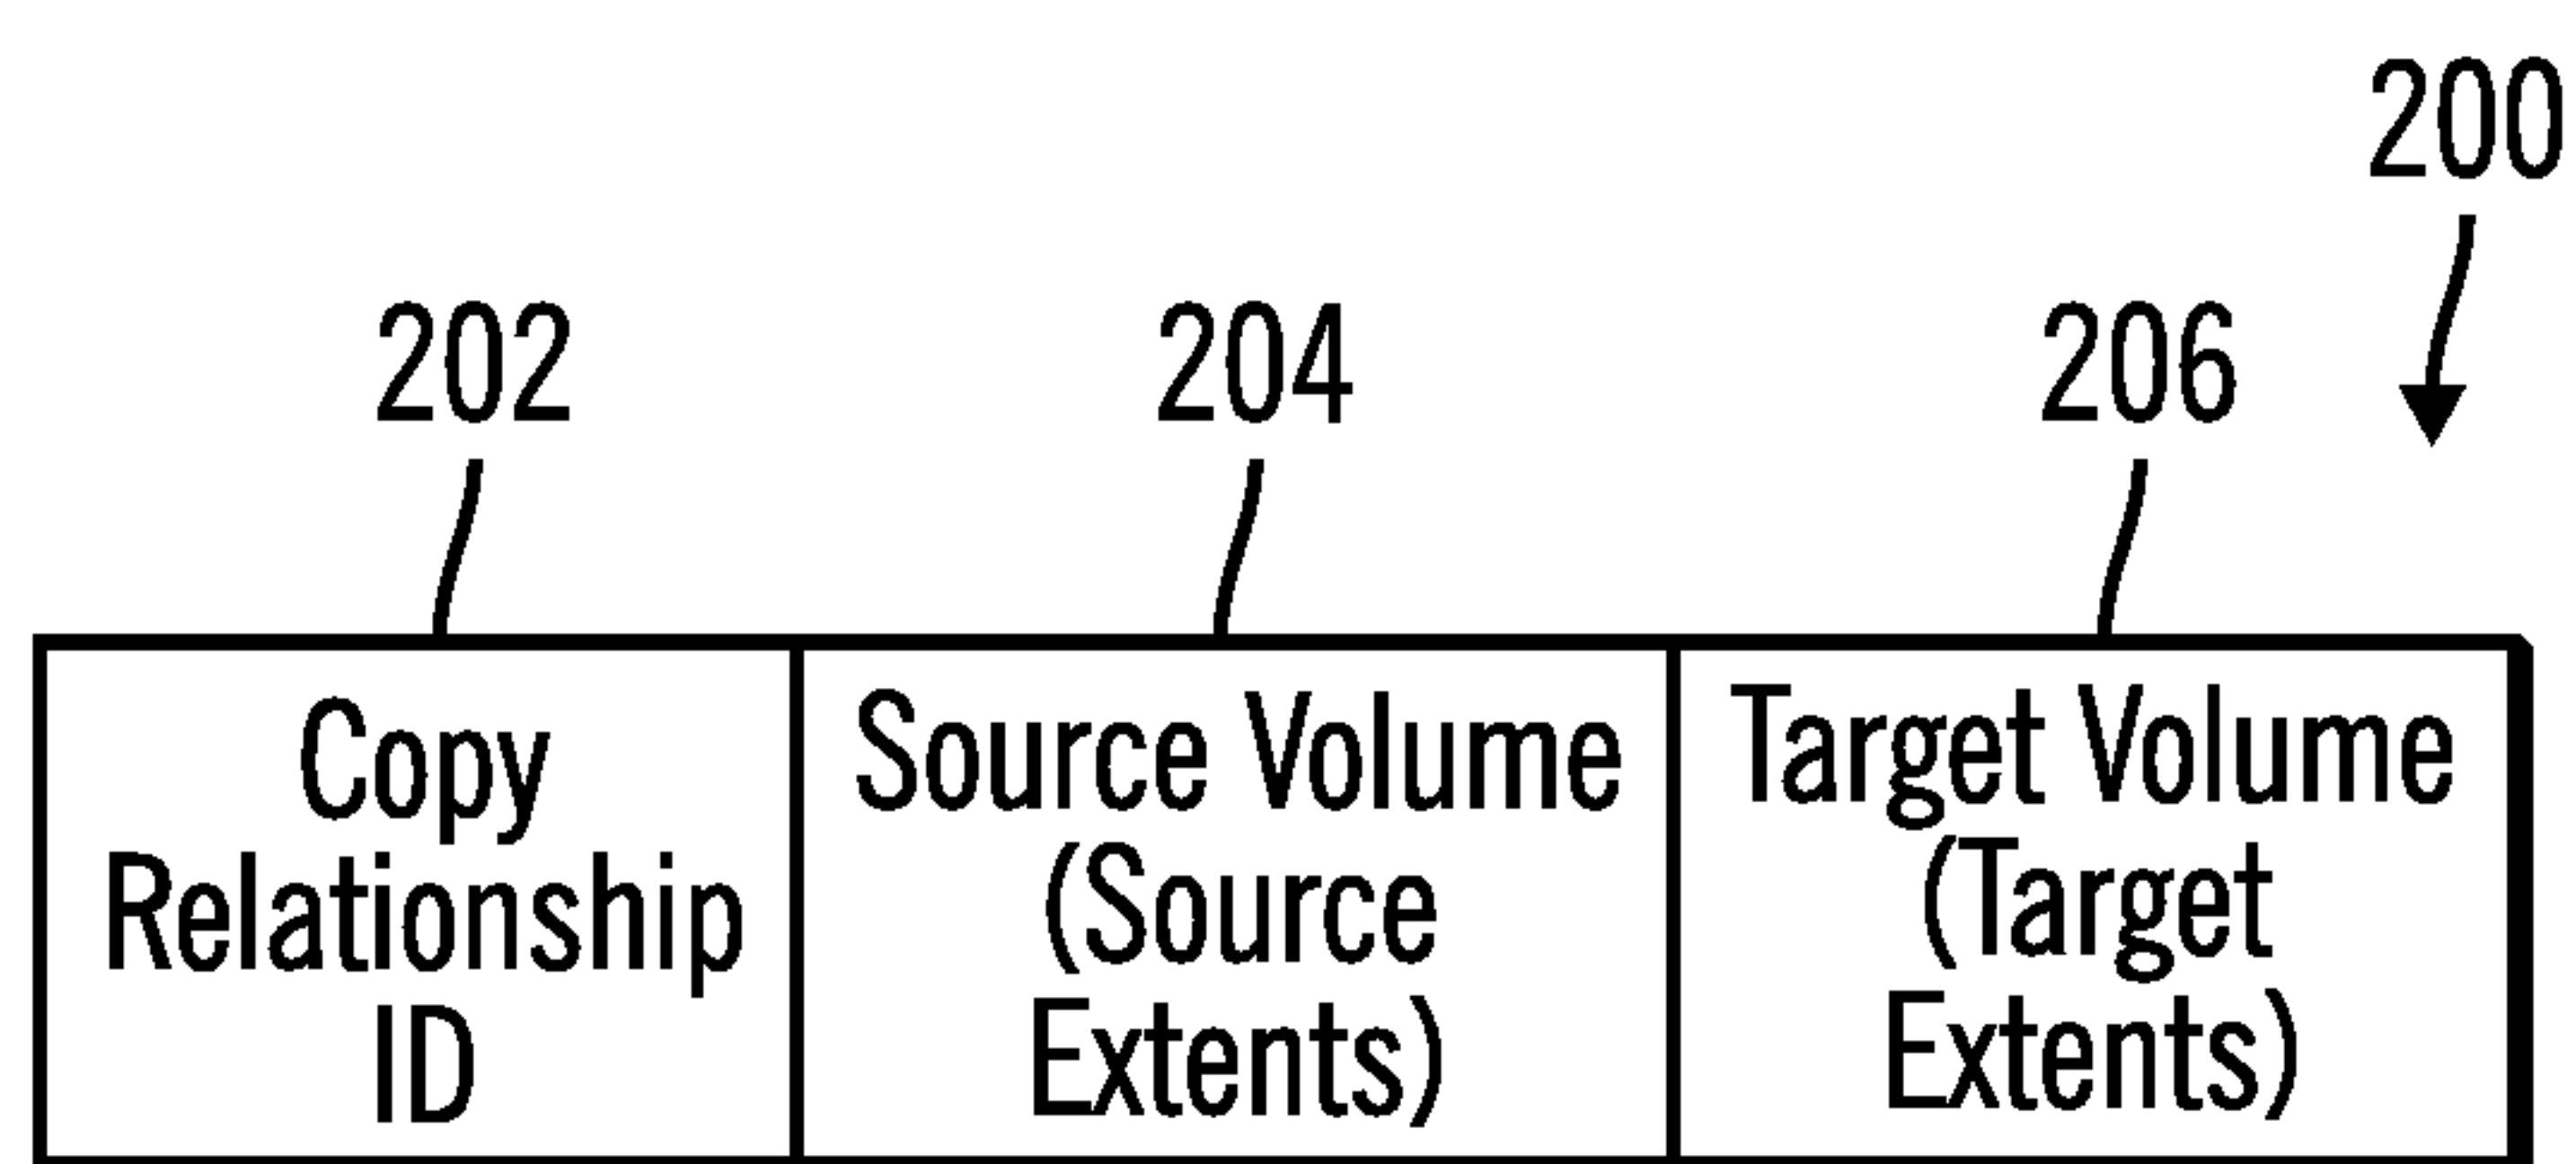 200
202
204
206
Copy
Relationship
ID
Source Volume
(Source
Extents)
Target Volume
(Target
Extents)